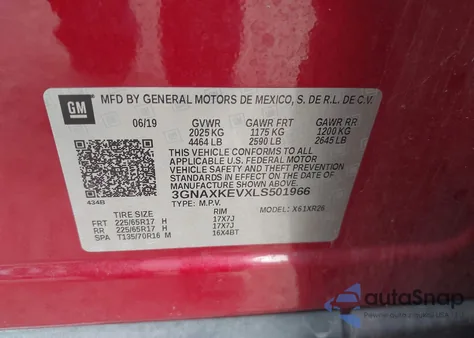 GM
MFD BY GENERAL MOTORS DE MEXICO, S. DE R.L. DE C.V.
06/19 GVWR GAWR FRT GAWR RR
2025 KG 1175 KG 1200 KG
4464 LB 2590 LB 2645 LB
THIS VEHICLE CONFORMS TO ALL
APPLICABLE U.S. FEDERAL MOTOR
VEHICLE SAFETY AND THEFT PREVENTION
STANDARDS IN EFFECT ON THE DATE OF
MANUFACTURE SHOWN ABOVE.
3GNAXKEVXLS501966
434B TYPE: M.P.V. MODEL: X61XR26
TIRE SIZE RIM
FRT 225/65R17 H 17X7J
RR 225/65R17 H 17X7J
SPA T135/70R16 M 16X4BT
autoSnap